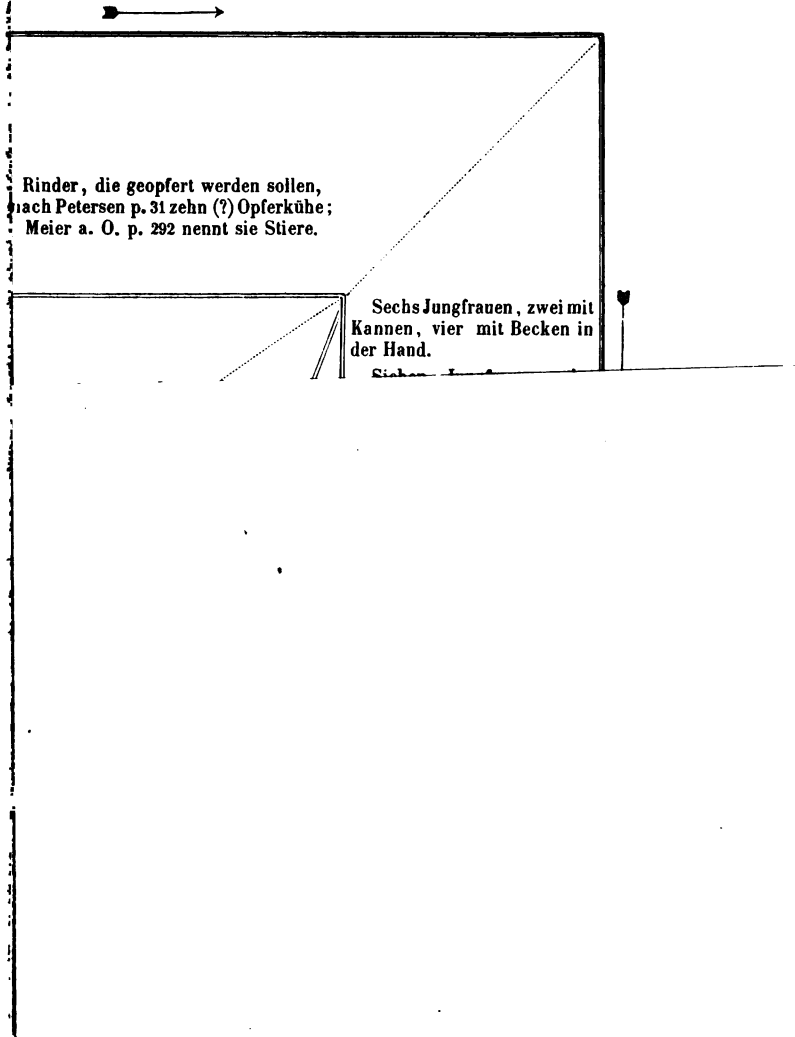 Rinder, die geopfert werden sollen,
nach Petersen p. 31 zehn (?) Opferkühe;
Meier a. O. p. 292 nennt sie Stiere.
Sechs Jungfrauen, zwei mit
Kannen, vier mit Becken in
der Hand.